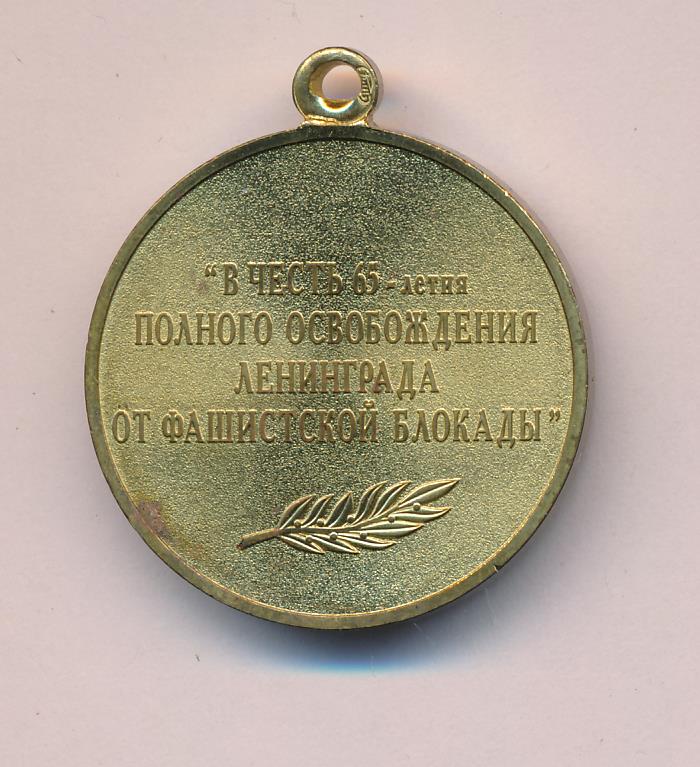 "В ЧЕСТЬ 65-летия
ПОЛНОГО ОСВОБОЖДЕНИЯ
ЛЕНИНГРАДА
ОТ ФАШИСТСКОЙ БЛОКАДЫ"